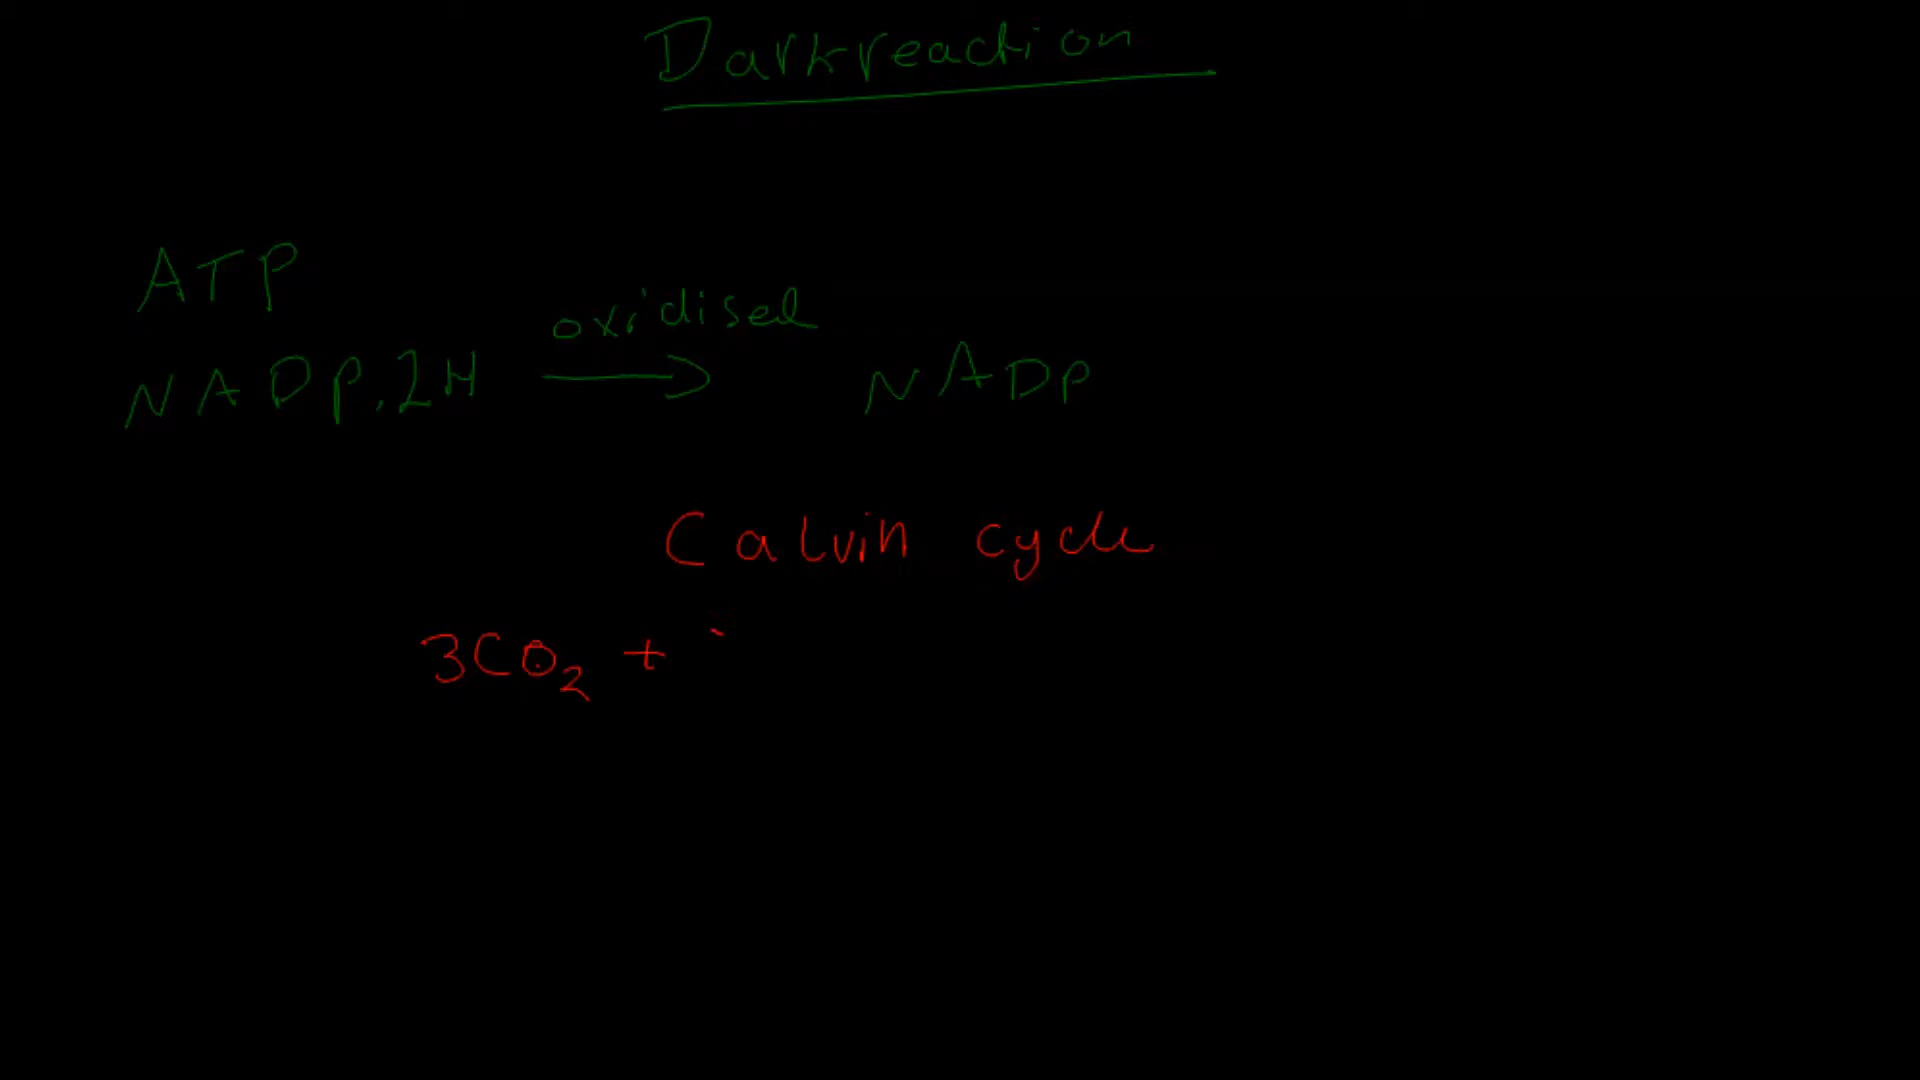 Darkreaction
ATP
oxidised
NADP.2H → NADP
Calvin cycle
3CO₂ +